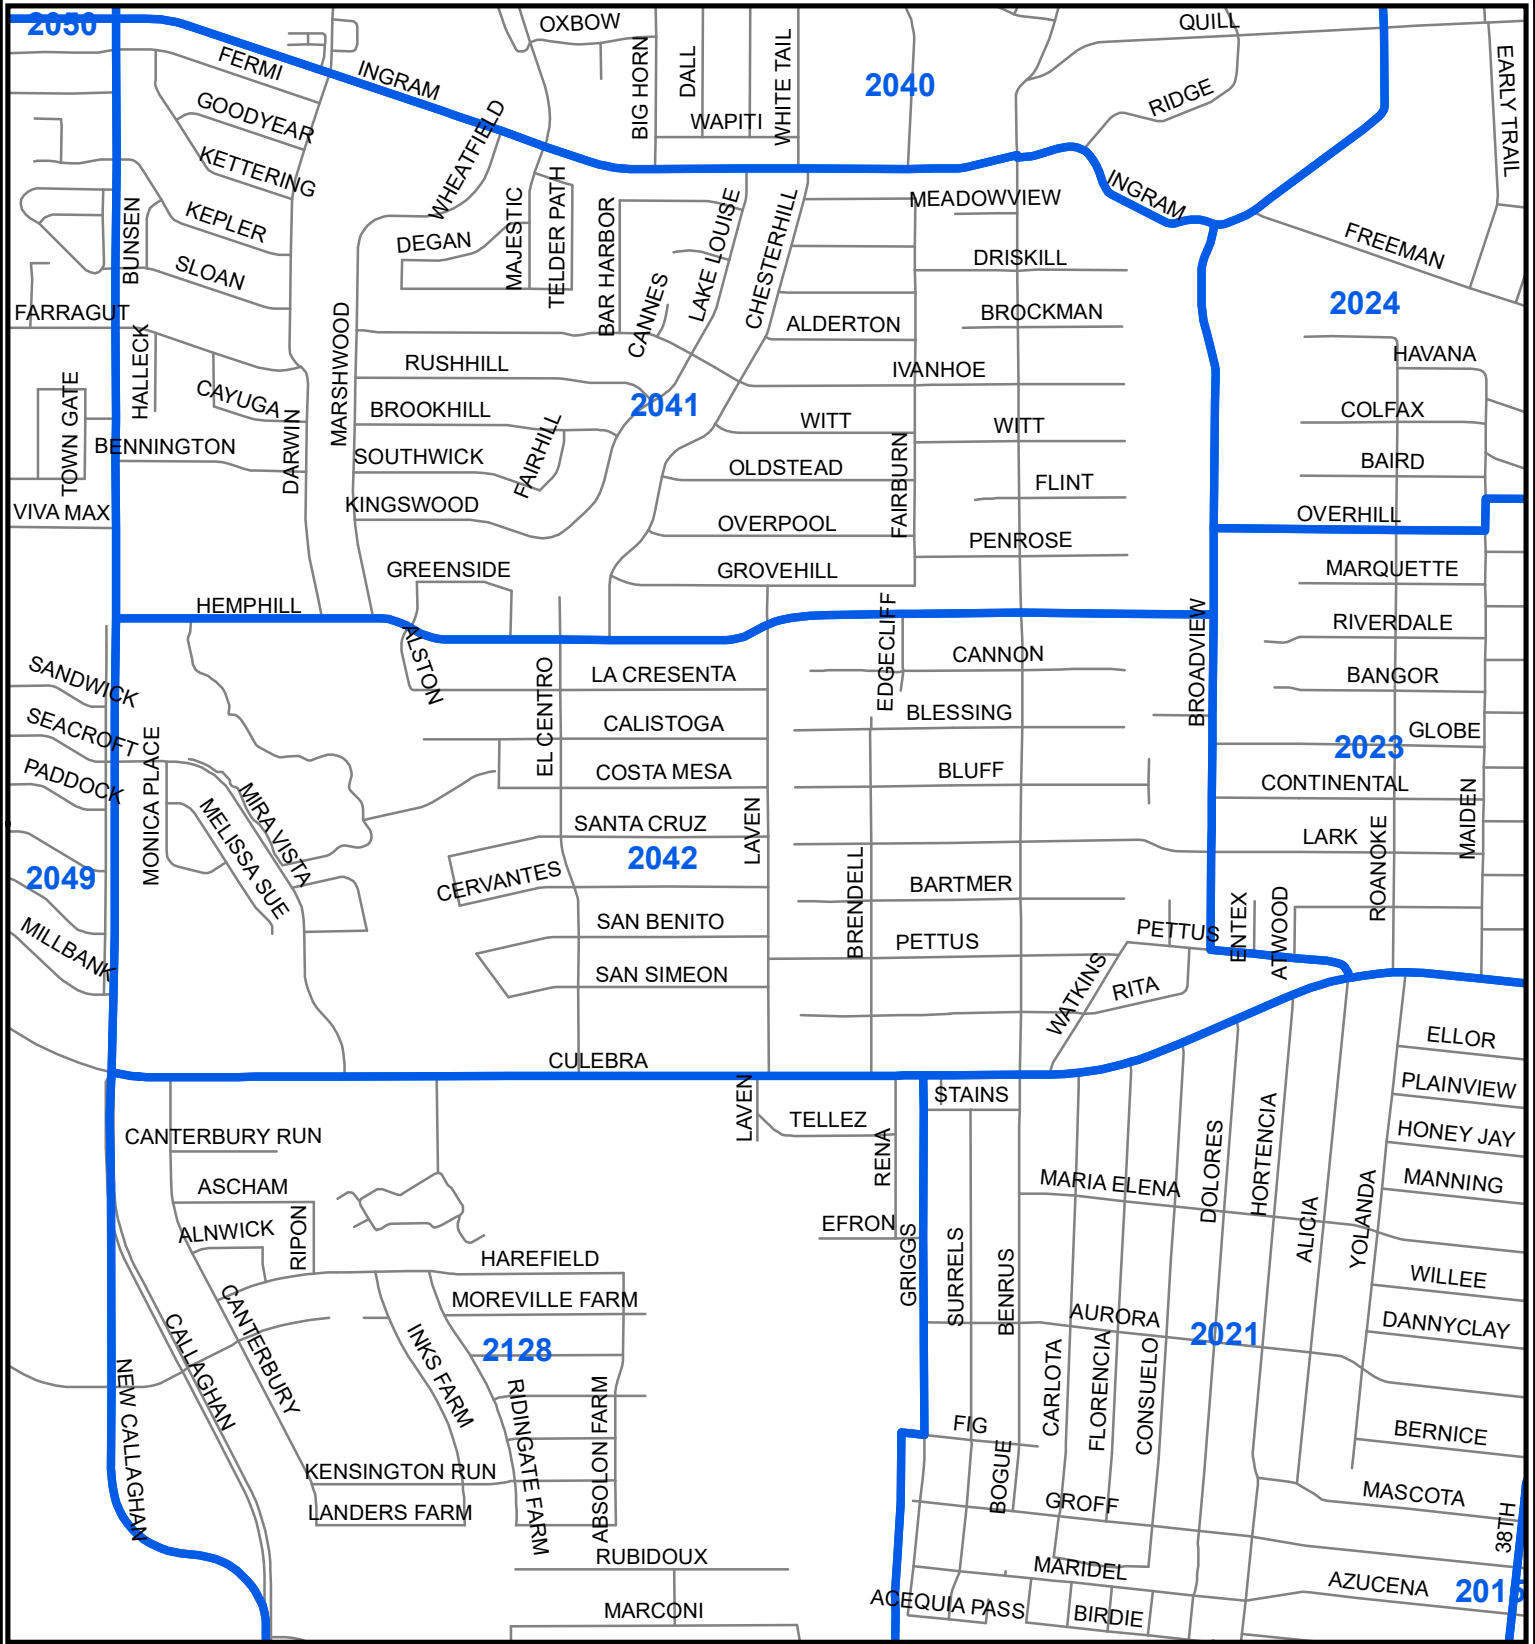 2050
OXBOW
QUILL
FERMI
INGRAM
BIG HORN
DALL
WHITE TAIL
2040
EARLY TRAIL
GOODYEAR
WAPITI
RIDGE
KETTERING
WHEATFIELD
MEADOWVIEW
INGRAM
KEPLER
BUNSEN
DEGAN
MAJESTIC
TELDER PATH
BAR HARBOR
LAKE LOUISE
CHESTERHILL
FREEMAN
SLOAN
DRISKILL
CANNES
2024
FARRAGUT
HALLECK
MARSHWOOD
ALDERTON
BROCKMAN
HAVANA
RUSHHILL
IVANHOE
TOWN GATE
CAYUGA
DARWIN
BROOKHILL
2041
FAIRHILL
WITT
WITT
COLFAX
BENNINGTON
SOUTHWICK
OLDSTEAD
FAIRBURN
BAIRD
FLINT
VIVA MAX
KINGSWOOD
OVERPOOL
OVERHILL
PENROSE
GREENSIDE
GROVEHILL
MARQUETTE
HEMPHILL
ALSTON
EDGECLIFF
BROADVIEW
RIVERDALE
SANDWICK
EL CENTRO
LA CRESENTA
CANNON
BANGOR
SEACROFT
CALISTOGA
BLESSING
GLOBE
2023
MONICA PLACE
PADDOCK
COSTA MESA
BLUFF
CONTINENTAL
MIRA VISTA
MELISSA SUE
SANTA CRUZ
LAVEN
LARK
MAIDEN
2049
2042
CERVANTES
BRENDELL
BARTMER
ROANOKE
SAN BENITO
PETTUS
PETTUS
ENTEX
ATWOOD
MILLBANK
SAN SIMEON
WATKINS
RITA
CULEBRA
ELLOR
STAINS
PLAINVIEW
LAVEN
TELLEZ
CANTERBURY RUN
RENA
DOLORES
HORTENCIA
HONEY JAY
ASCHAM
MARIA ELENA
MANNING
ALNWICK
RIPON
EFRON
GRIGGS
SURRELS
BENRUS
ALICIA
YOLANDA
HAREFIELD
WILLEE
MOREVILLE FARM
CANTERBURY
CALLAGHAN
INKS FARM
2128
AURORA
2021
DANNYCLAY
NEW CALLAGHAN
RIDINGATE FARM
ABSOLON FARM
CARLOTA
FLORENCIA
CONSUELO
FIG
BERNICE
KENSINGTON RUN
BOGUE
LANDERS FARM
GROFF
MASCOTA
38TH
RUBIDOUX
MARIDEL
AZUCENA
ACEQUIA PASS
BIRDIE
MARCONI